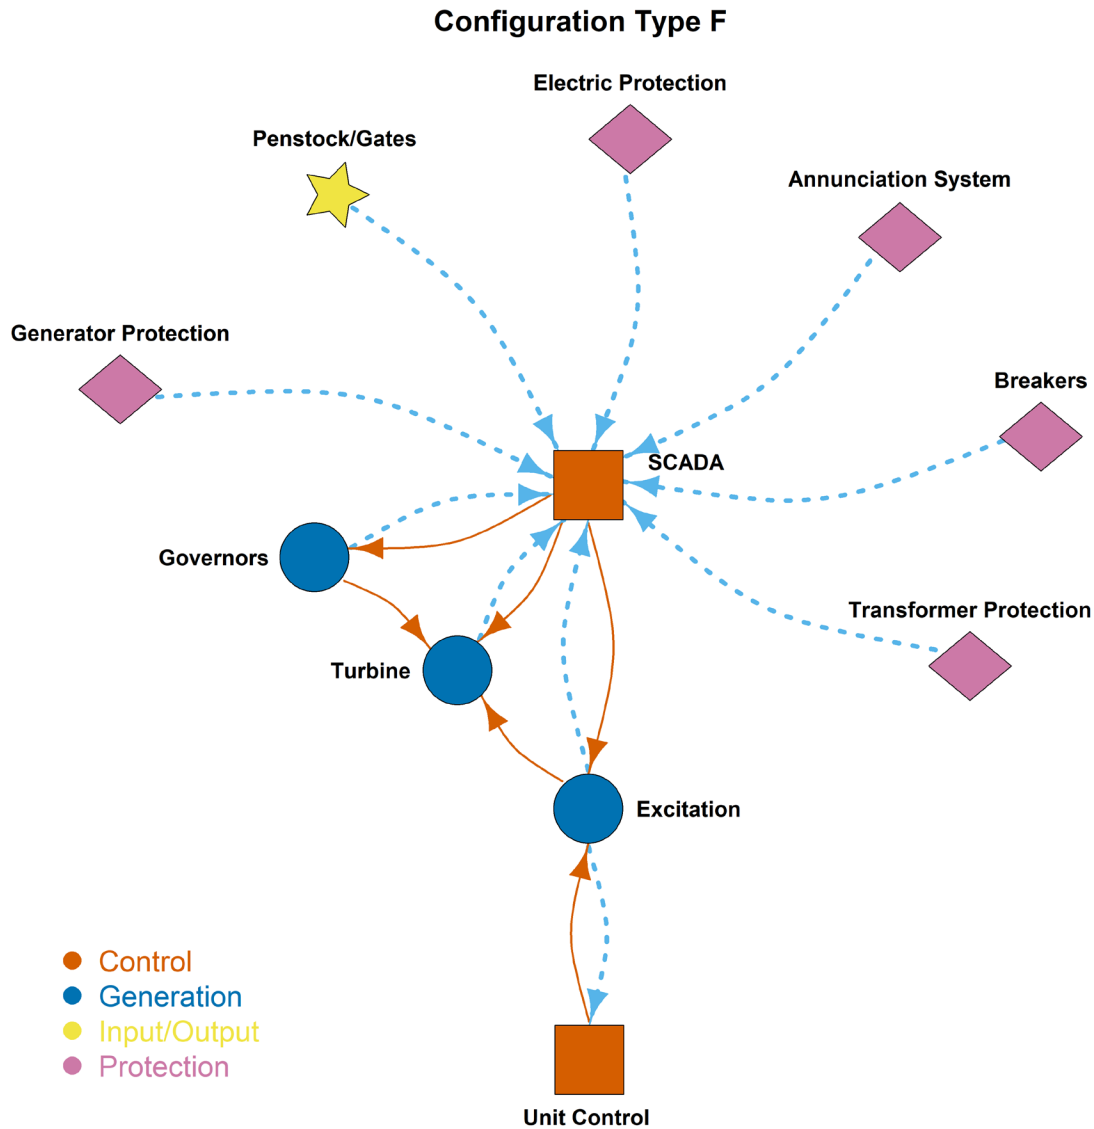 Configuration Type F
Electric Protection
Penstock/Gates
Annunciation System
Generator Protection
Breakers
SCADA
Governors
Transformer Protection
Turbine
Excitation
Control
Generation
Input/Output
Protection
Unit Control